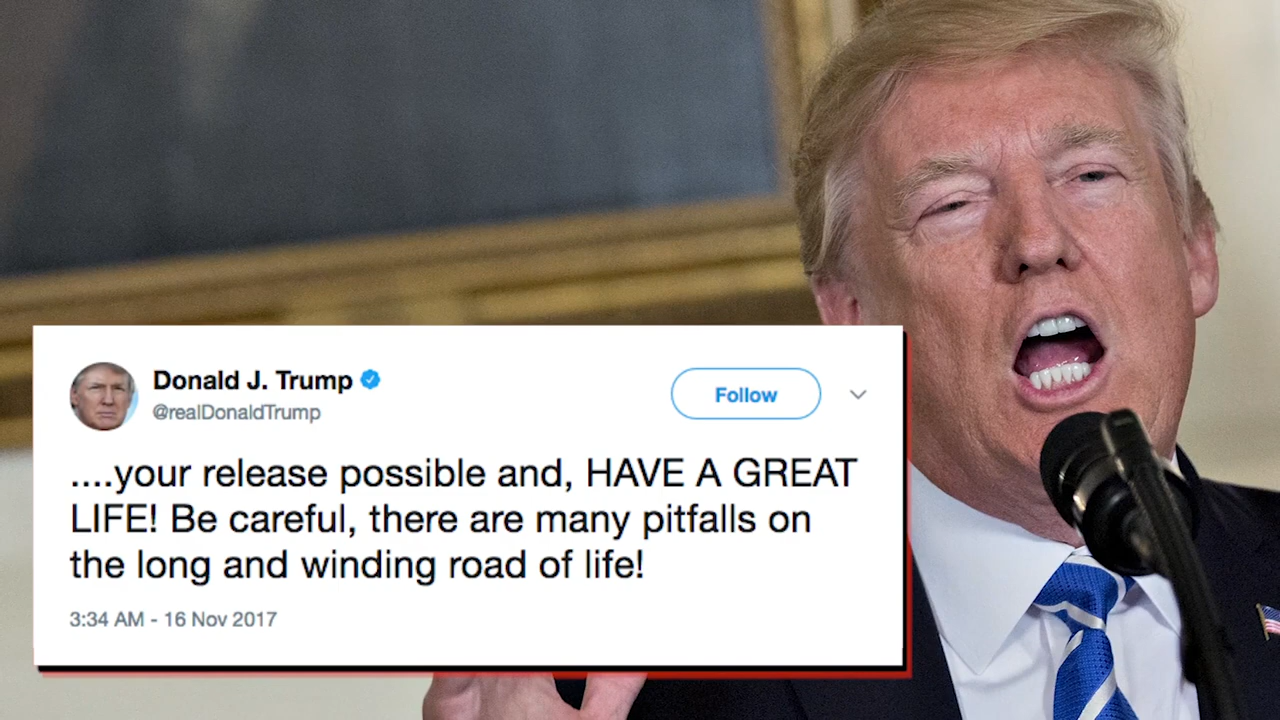 Donald J. Trump
@realDonaldTrump
Follow
....your release possible and, HAVE A GREAT
LIFE! Be careful, there are many pitfalls on
the long and winding road of life!
3:34 AM - 16 Nov 2017